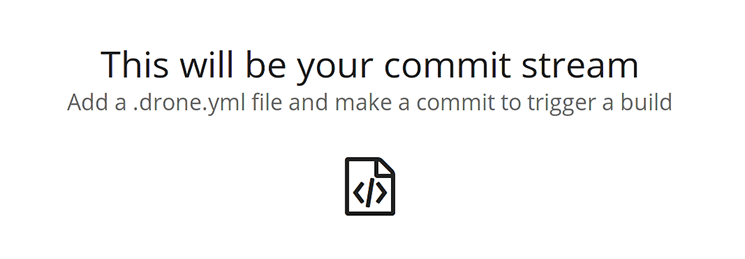 This will be your commit stream
Add a .drone.yml file and make a commit to trigger a build